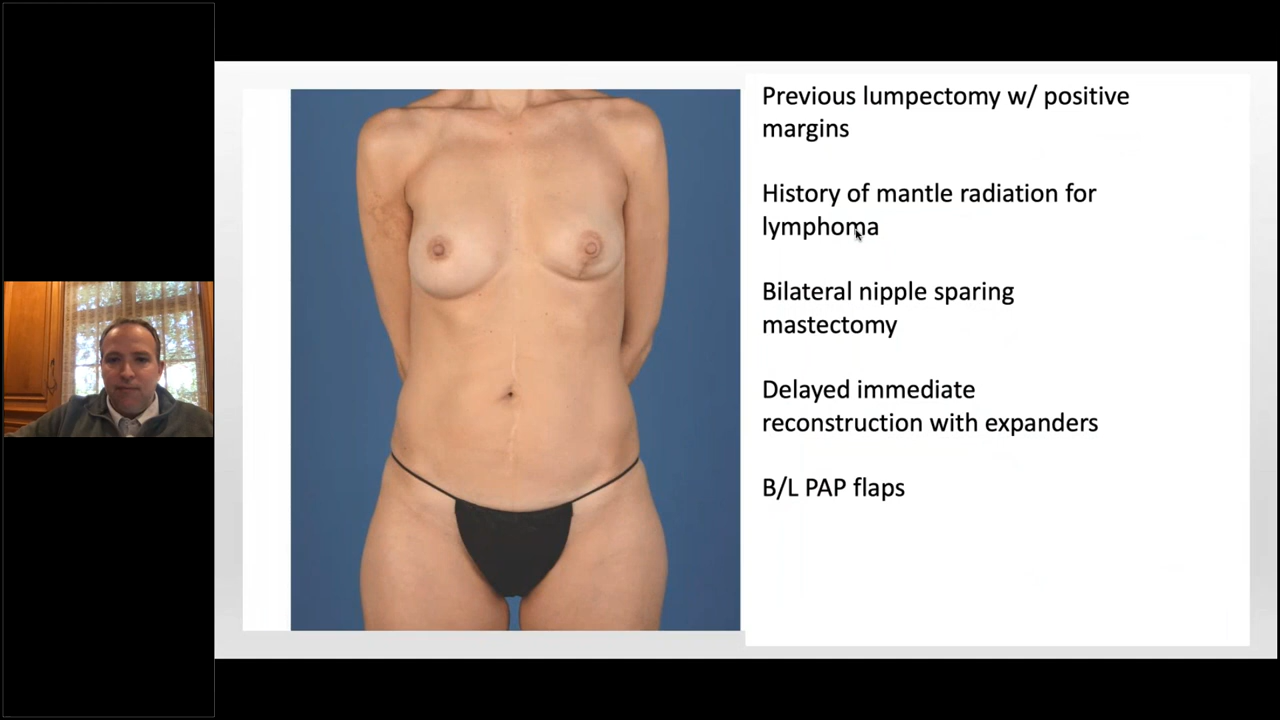 Previous lumpectomy w/ positive
margins
History of mantle radiation for
lymphoma
Bilateral nipple sparing
mastectomy
Delayed immediate
reconstruction with expanders
B/L PAP flaps